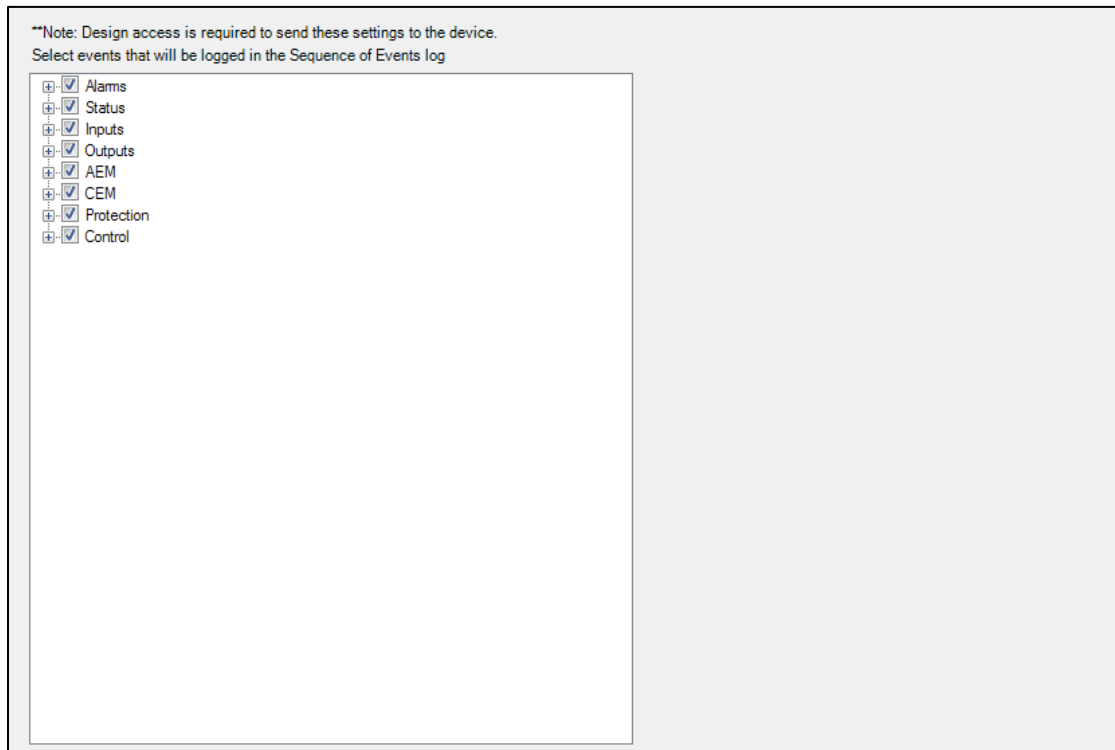 **Note: Design access is required to send these settings to the device.
Select events that will be logged in the Sequence of Events log
Alarms
Status
Inputs
Outputs
AEM
CEM
Protection
Control